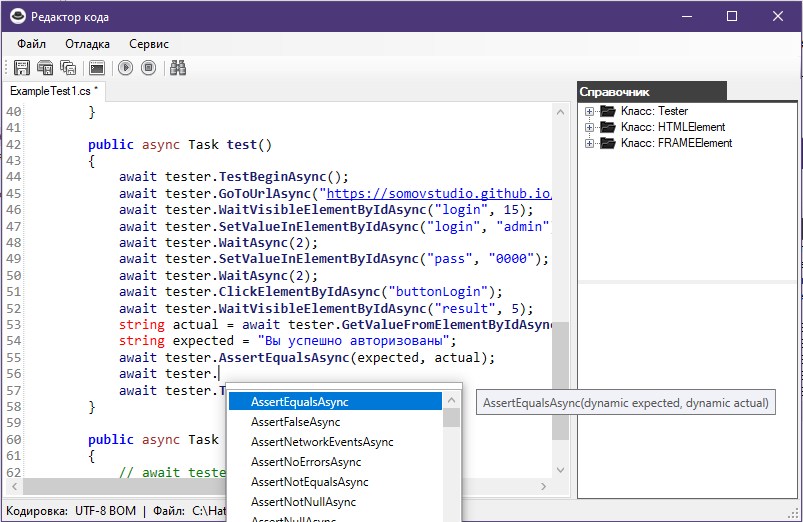 Редактор кода
Файл Отладка Сервис
ExampleTest1.cs *
Справочник
Класс: Tester
Класс: HTMLElement
Класс: FRAMEElement
40 }
41
42 public async Task test()
43 {
44 await tester.TestBeginAsync();
45 await tester.GoToUrlAsync("https://somovstudio.github.io/
46 await tester.WaitVisibleElementByIdAsync("login", 15);
47 await tester.SetValueInElementByIdAsync("login", "admin"
48 await tester.WaitAsync(2);
49 await tester.SetValueInElementByIdAsync("pass", "0000");
50 await tester.WaitAsync(2);
51 await tester.ClickElementByIdAsync("buttonLogin");
52 await tester.WaitVisibleElementByIdAsync("result", 5);
53 string actual = await tester.GetValueFromElementByIdAsync
54 string expected = "Вы успешно авторизованы";
55 await tester.AssertEqualsAsync(expected, actual);
56 await tester.
57 await tester.T
58 }
59
60 public async Task
61 {
62 // await teste
AssertEqualsAsync
AssertFalseAsync
AssertNetworkEventsAsync
AssertNoErrorsAsync
AssertNotEqualsAsync
AssertNotNullAsync
AssertNullAsync
AssertEqualsAsync(dynamic expected, dynamic actual)
Кодировка: UTF-8 BOM | Файл: C:\Hat